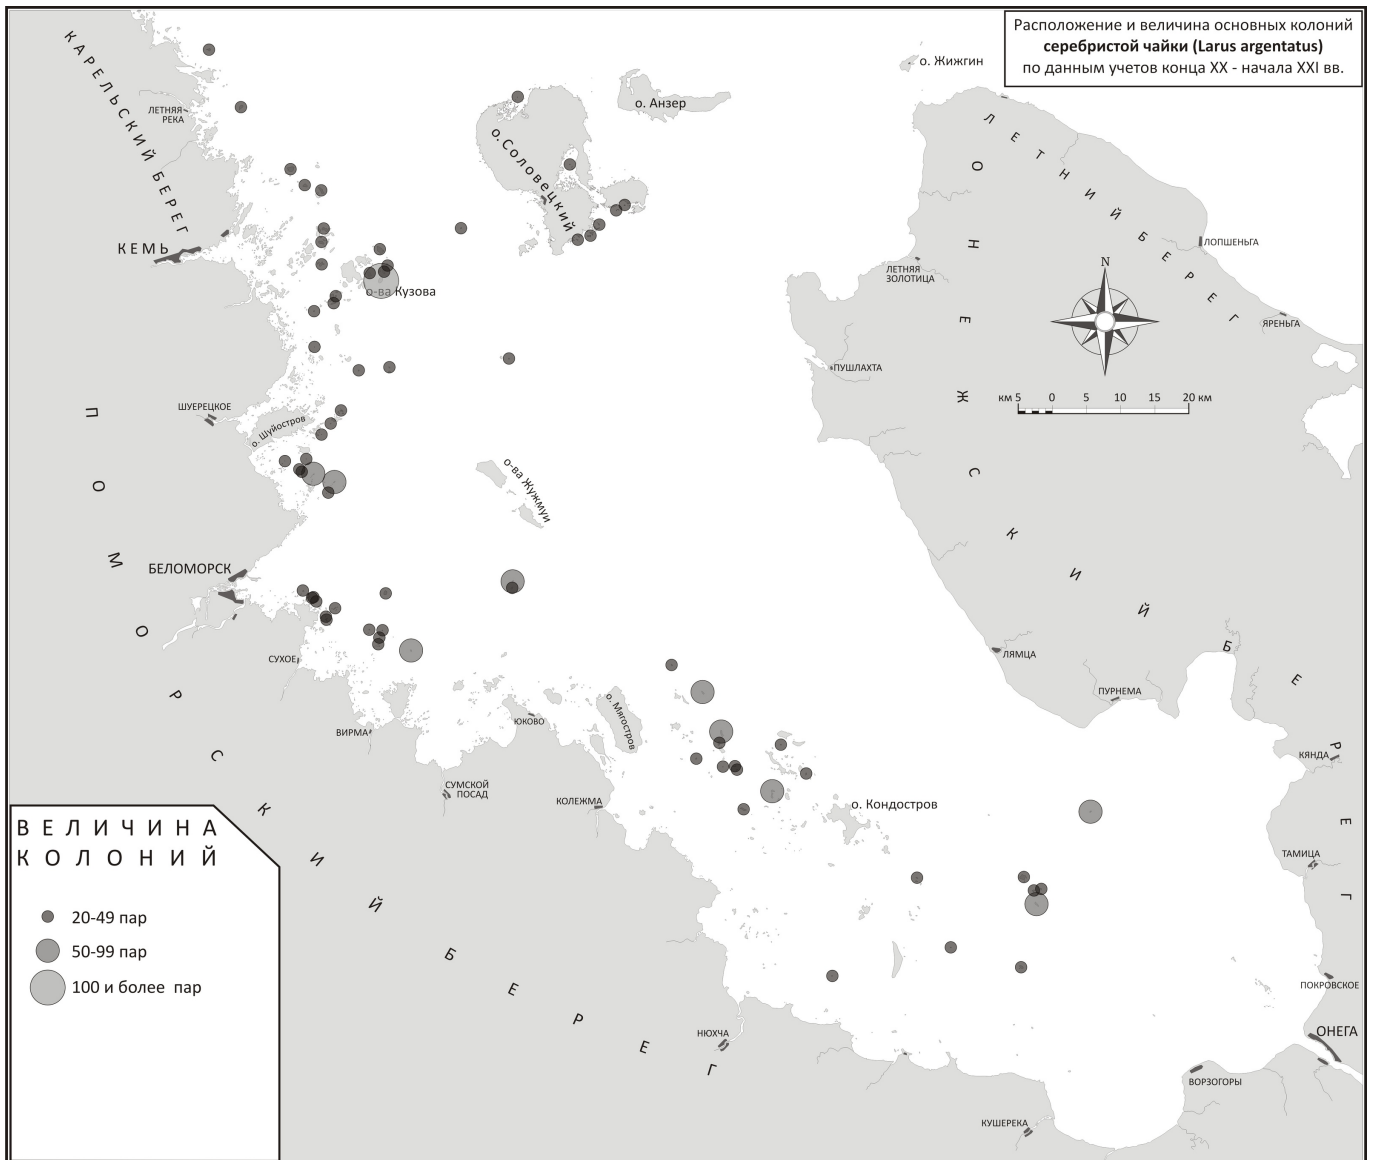 Расположение и величина основных колоний
серебристой чайки (Larus argentatus)
по данным учетов конца XX - начала XXI вв.
КАРЕЛЬСКИЙ БЕРЕГ
ЛЕТНЯЯ
РЕКА
КЕМЬ
о. Соловецкий
о. Анзер
о. Жижгин
ЛЕТНИЙ БЕРЕГ
ОНЕЖСКИЙ БЕРЕГ
ЛОПШЕНЬГА
ЛЕТНЯЯ
ЗОЛОТИЦА
N
ЯРЕНЬГА
о-ва Кузова
ПУШЛАХТА
км 5 0 5 10 15 20 км
ШУЕРЕЦКОЕ
о. Шуйостров
о-ва Жужмуи
ПОМОРСКИЙ БЕРЕГ
БЕЛОМОРСК
СУХОЕ
ВИРМА
СУМСКОЙ
ПОСАД
ЮКОВО
о. Мягостров
КОЛЕЖМА
ЛЯМЦА
ПУРНЕМА
КЯНДА
о. Кондостров
ТАМИЦА
ПОКРОВСКОЕ
ОНЕГА
НЮХЧА
ВОРЗОГОРЫ
КУШЕРЕКА
ВЕЛИЧИНА
КОЛОНИЙ
20-49 пар
50-99 пар
100 и более пар